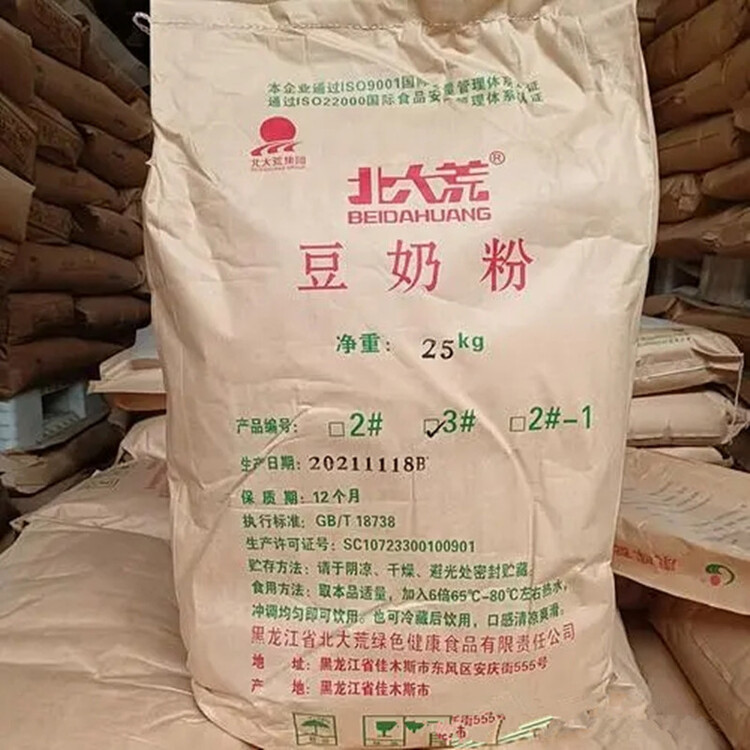 本企业通过ISO9001国际质量管理体系认证
通过ISO22000国际食品安全管理体系认证
北大荒集团
北大荒®
BEIDAHUANG
豆奶粉
净重: 25kg
产品编号: □2# ☑3# □2#-1
生产日期: 20211118B
保质期: 12个月
执行标准: GB/T 18738
生产许可证号: SC10723300100901
贮存方法: 请于阴凉、干燥、避光处密封贮藏
食用方法: 取本品适量，加入6倍65℃-80℃左右热水，
冲调均匀即可饮用。也可冷藏后饮用，口感清凉爽滑。
黑龙江省北大荒绿色健康食品有限责任公司
地 址: 黑龙江省佳木斯市东风区安庆街555号
产 地: 黑龙江省佳木斯市
街555号
市